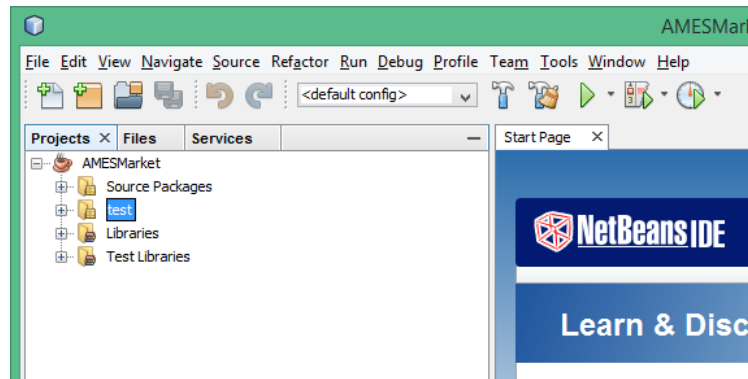 AMESMar
File Edit View Navigate Source Refactor Run Debug Profile Team Tools Window Help
<default config>
Projects Files Services
Start Page
AMESMarket
Source Packages
test
Libraries
Test Libraries
NetBeans IDE
Learn & Disc